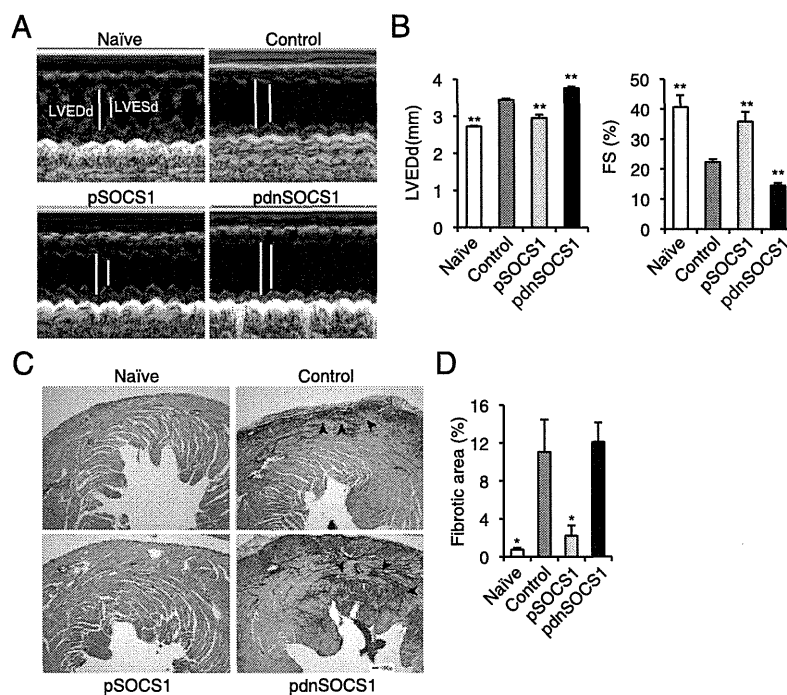 A
Naïve
Control
LVEDd
LVESd
pSOCS1
pdnSOCS1
B
LVEDd(mm)
4
3
2
1
0
**
**
**
Naïve
Control
pSOCS1
pdnSOCS1
FS (%)
50
40
30
20
10
0
**
**
**
Naïve
Control
pSOCS1
pdnSOCS1
C
Naïve
Control
pSOCS1
pdnSOCS1
D
Fibrotic area (%)
16
12
8
4
0
*
*
Naïve
Control
pSOCS1
pdnSOCS1